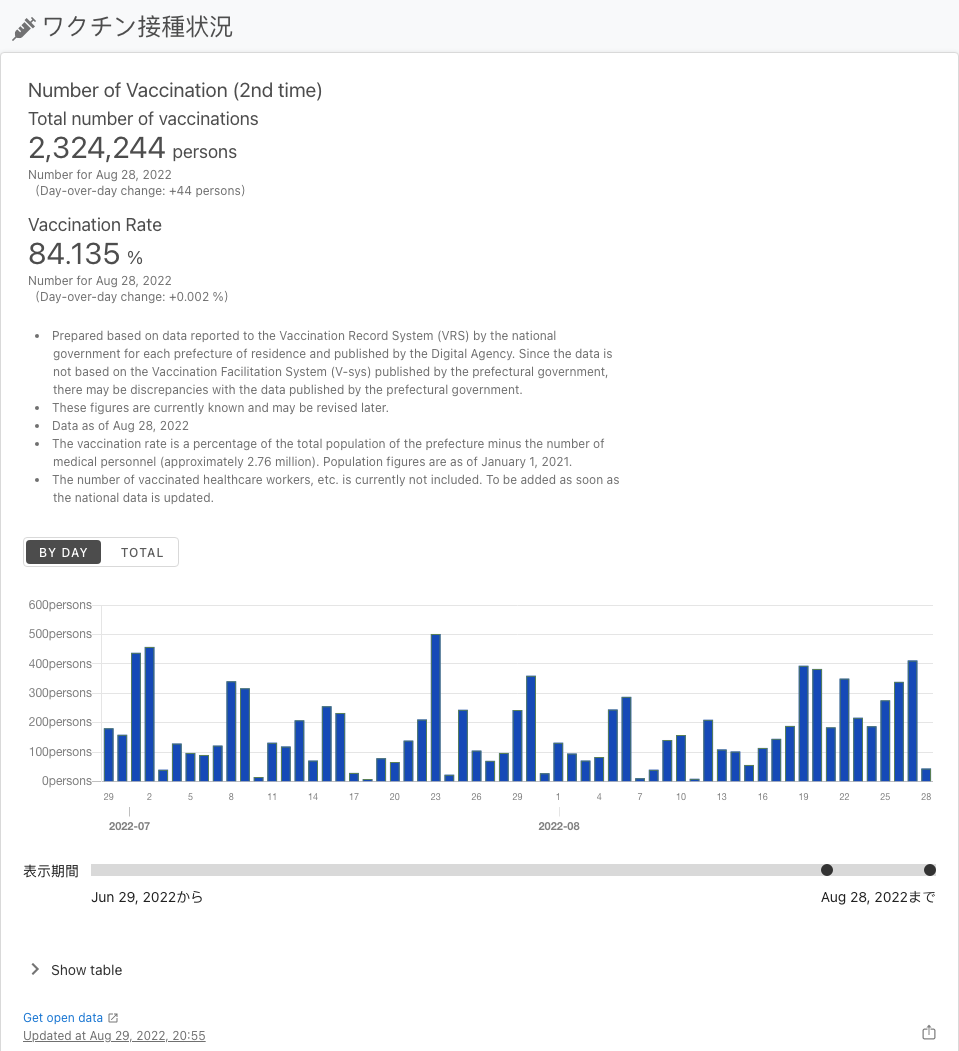 ワクチン接種状況
Number of Vaccination (2nd time)
Total number of vaccinations
2,324,244 persons
Number for Aug 28, 2022
(Day-over-day change: +44 persons)
Vaccination Rate
84.135 %
Number for Aug 28, 2022
(Day-over-day change: +0.002 %)
• Prepared based on data reported to the Vaccination Record System (VRS) by the national
government for each prefecture of residence and published by the Digital Agency. Since the data is
not based on the Vaccination Facilitation System (V-sys) published by the prefectural government,
there may be discrepancies with the data published by the prefectural government.
• These figures are currently known and may be revised later.
• Data as of Aug 28, 2022
• The vaccination rate is a percentage of the total population of the prefecture minus the number of
medical personnel (approximately 2.76 million). Population figures are as of January 1, 2021.
• The number of vaccinated healthcare workers, etc. is currently not included. To be added as soon as
the national data is updated.
BY DAY TOTAL
600persons
500persons
400persons
300persons
200persons
100persons
0persons
29 2 5 8 11 14 17 20 23 26 29 1 4 7 10 13 16 19 22 25 28
2022-07 2022-08
表示期間
Jun 29, 2022から Aug 28, 2022まで
Show table
Get open data
Updated at Aug 29, 2022, 20:55